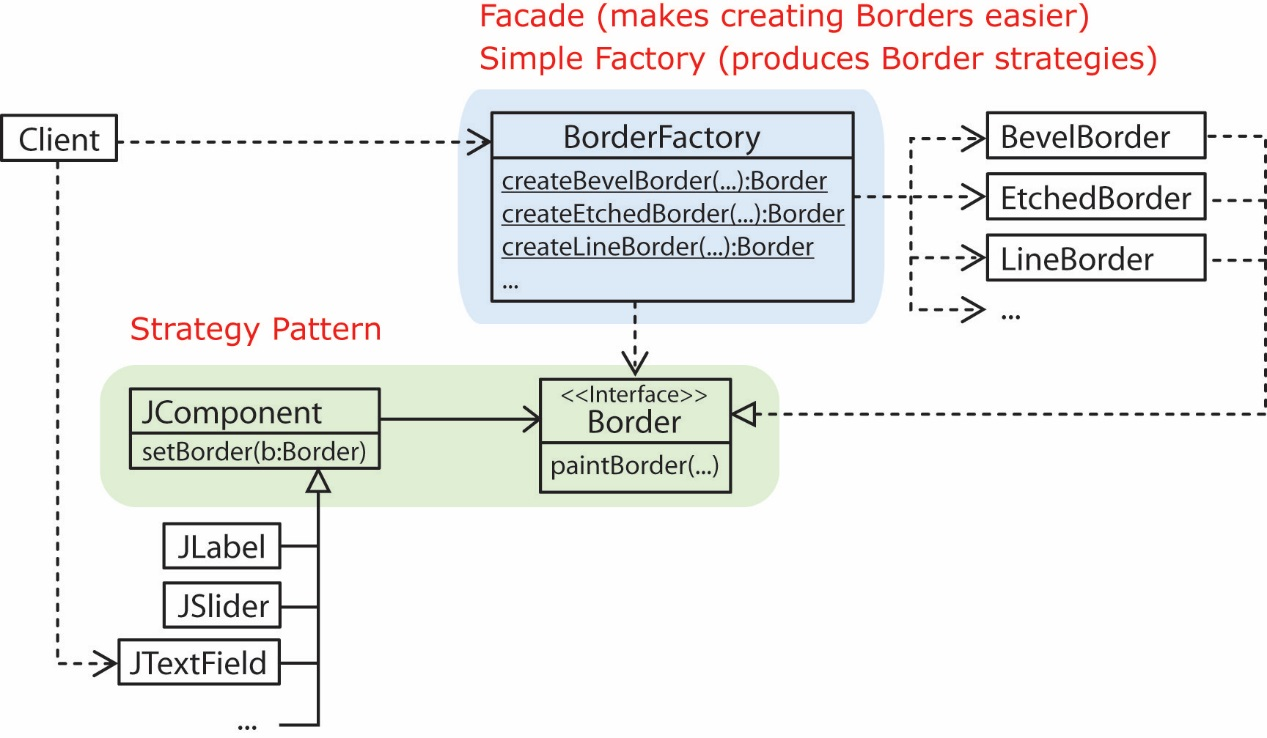 Facade (makes creating Borders easier)
Simple Factory (produces Border strategies)
Client
BorderFactory
createBevelBorder(...):Border
createEtchedBorder(...):Border
createLineBorder(...):Border
...
BevelBorder
EtchedBorder
LineBorder
...
Strategy Pattern
JComponent
setBorder(b:Border)
<<Interface>>
Border
paintBorder(...)
JLabel
JSlider
JTextField
...